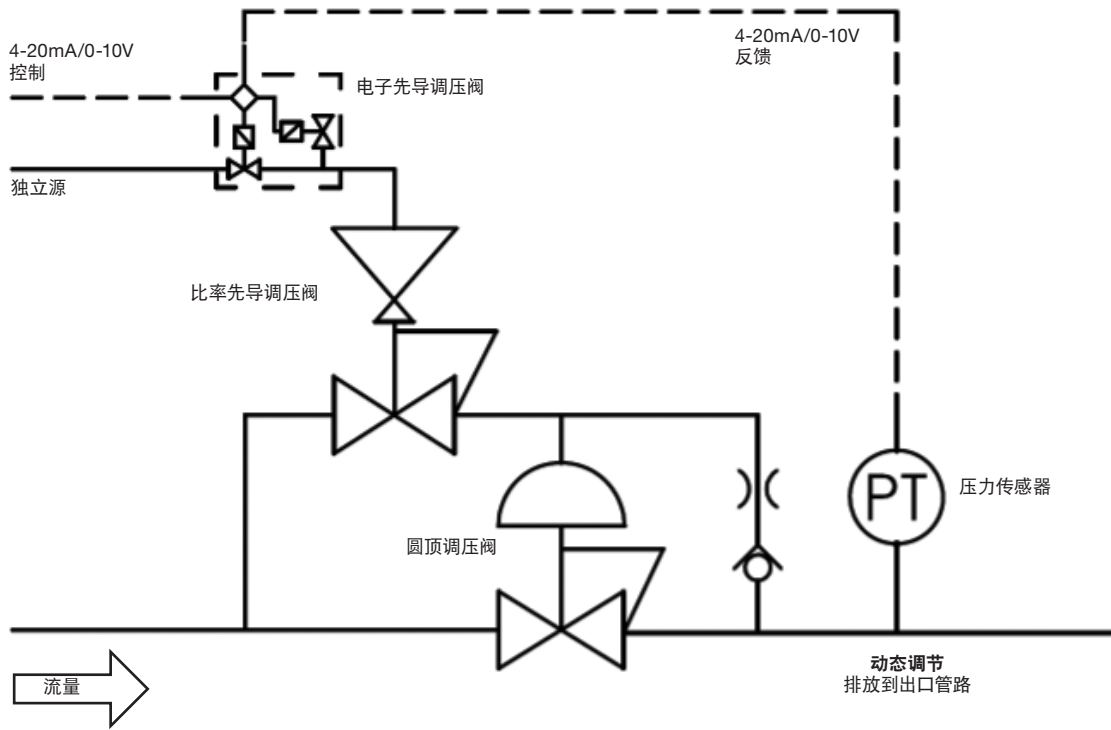 4-20mA/0-10V
控制
4-20mA/0-10V
反馈
电子先导调压阀
独立源
比率先导调压阀
PT
压力传感器
圆顶调压阀
动态调节
排放到出口管路
流量